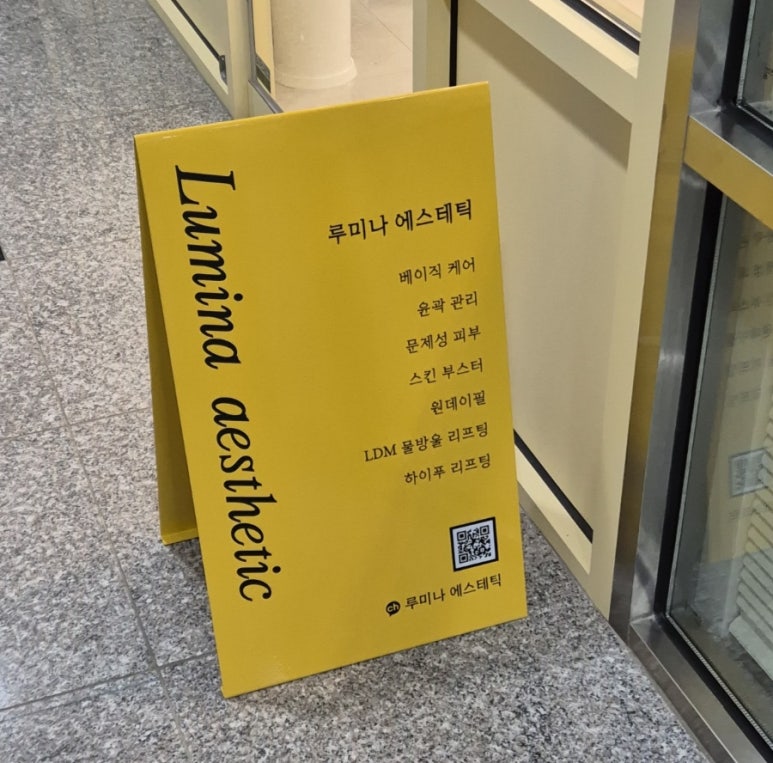 Lumina aesthetic
루미나 에스테틱
베이직 케어
윤곽 관리
문제성 피부
스킨 부스터
원데이필
LDM 물방울 리프팅
하이푸 리프팅
ch 루미나 에스테틱